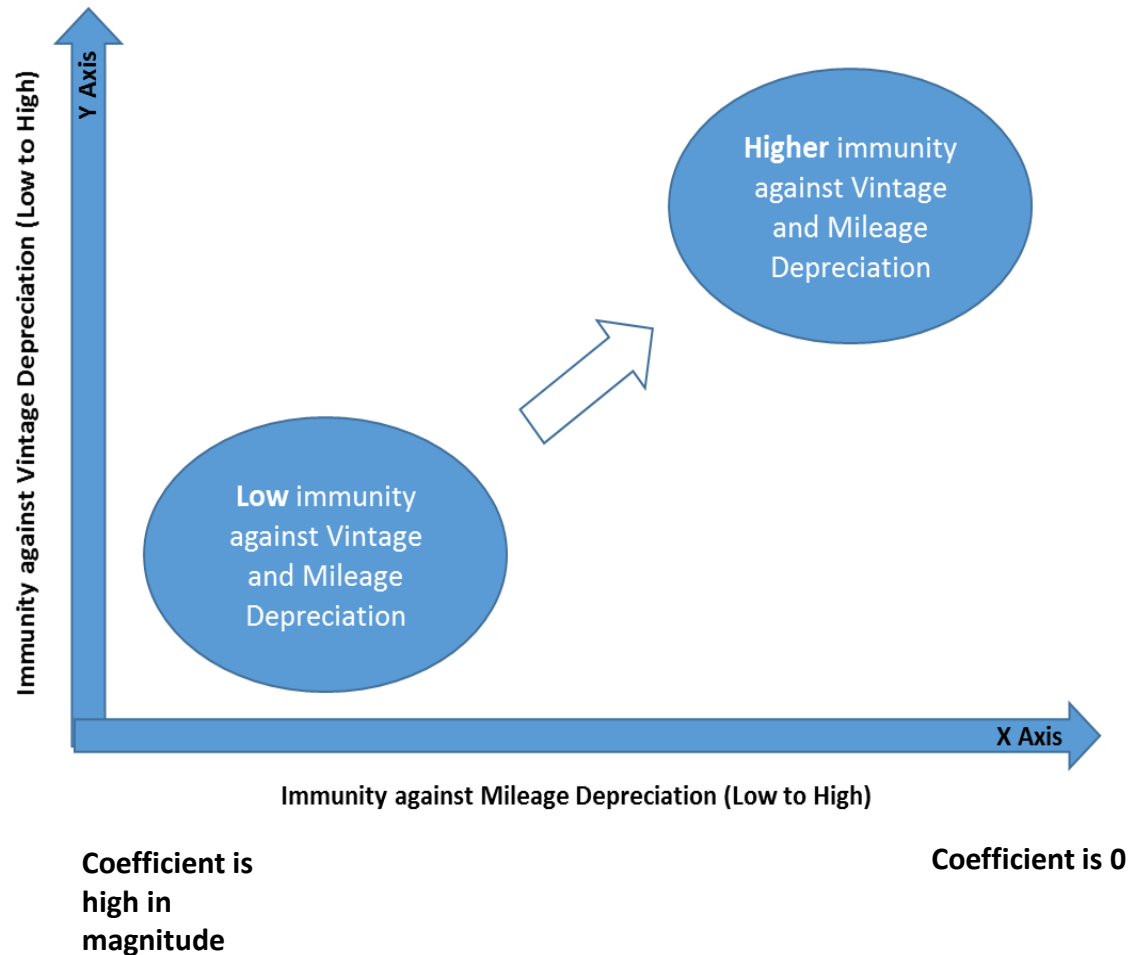 Y Axis
Immunity against Vintage Depreciation (Low to High)
Higher immunity
against Vintage
and Mileage
Depreciation
Low immunity
against Vintage
and Mileage
Depreciation
X Axis
Immunity against Mileage Depreciation (Low to High)
Coefficient is
high in
magnitude
Coefficient is 0